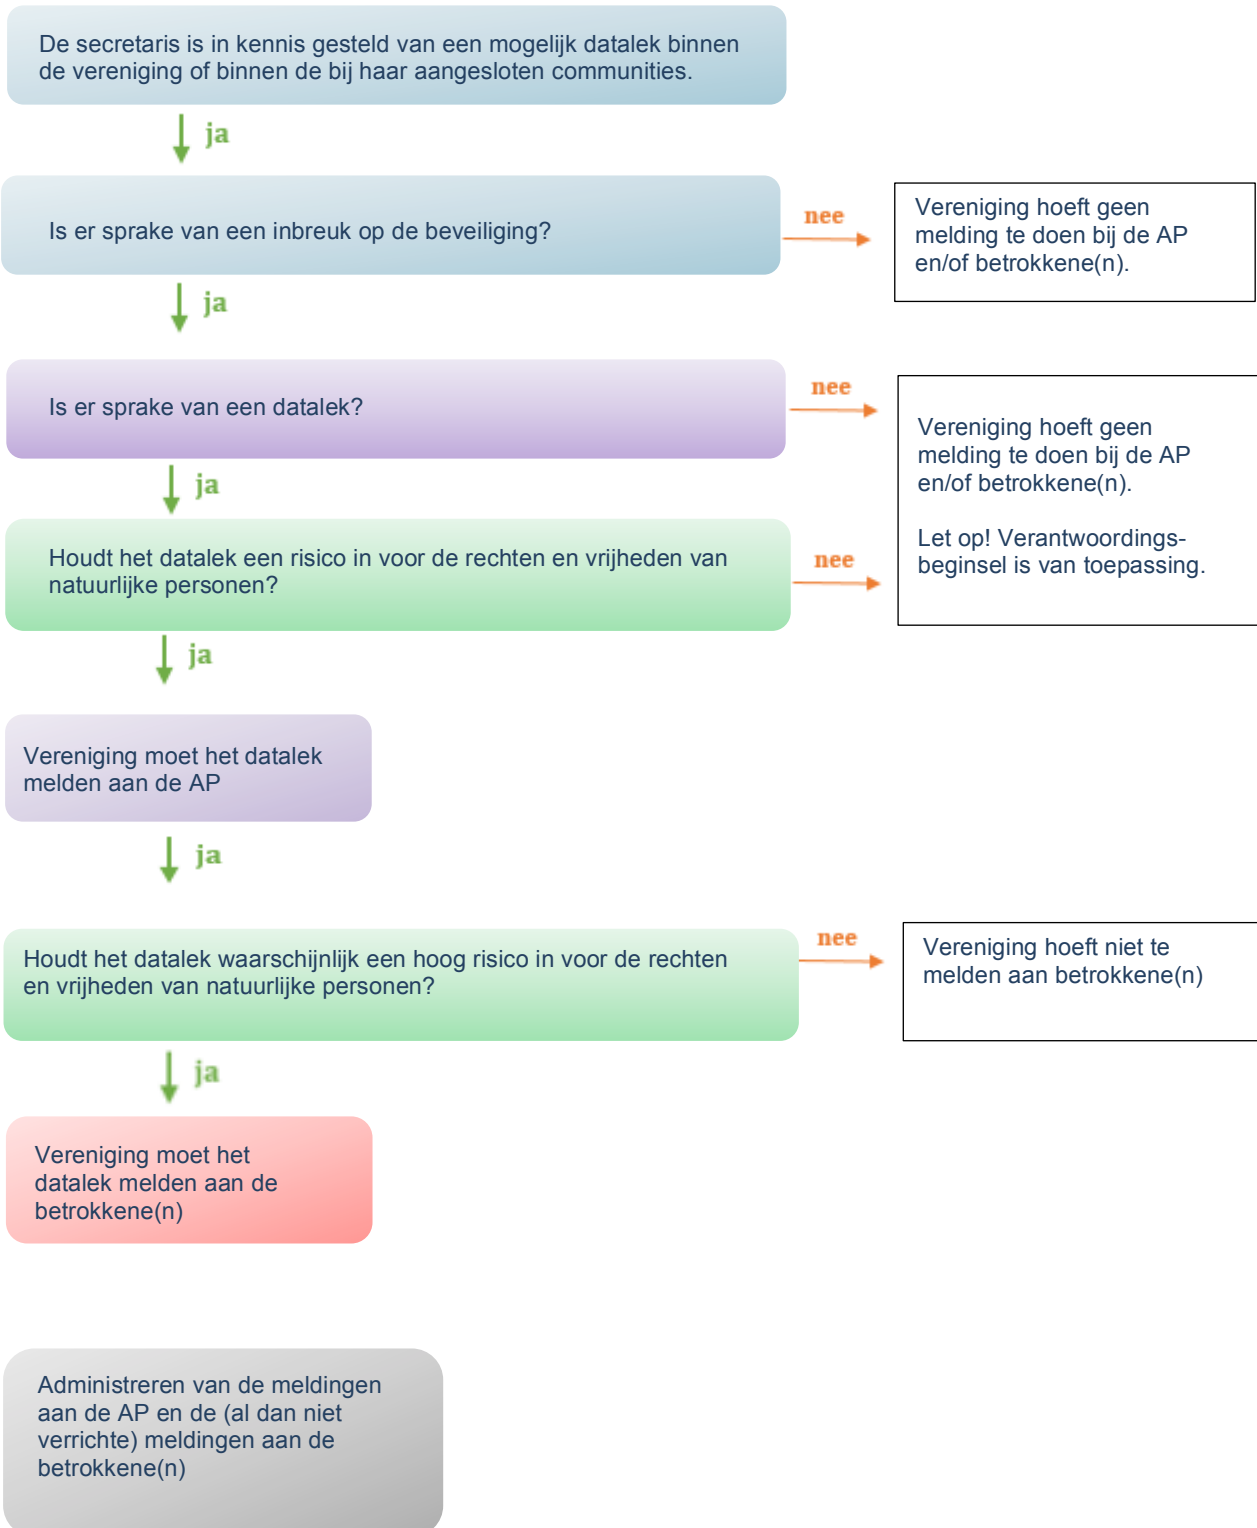 De secretaris is in kennis gesteld van een mogelijk datalek binnen
de vereniging of binnen de bij haar aangesloten communities.
ja
Is er sprake van een inbreuk op de beveiliging?
nee
Vereniging hoeft geen
melding te doen bij de AP
en/of betrokkene(n).
ja
Is er sprake van een datalek?
nee
Vereniging hoeft geen
melding te doen bij de AP
en/of betrokkene(n).
Let op! Verantwoordings-
beginsel is van toepassing.
ja
Houdt het datalek een risico in voor de rechten en vrijheden van
natuurlijke personen?
nee
ja
Vereniging moet het datalek
melden aan de AP
ja
Houdt het datalek waarschijnlijk een hoog risico in voor de rechten
en vrijheden van natuurlijke personen?
nee
Vereniging hoeft niet te
melden aan betrokkene(n)
ja
Vereniging moet het
datalek melden aan de
betrokkene(n)
Administreren van de meldingen
aan de AP en de (al dan niet
verrichte) meldingen aan de
betrokkene(n)